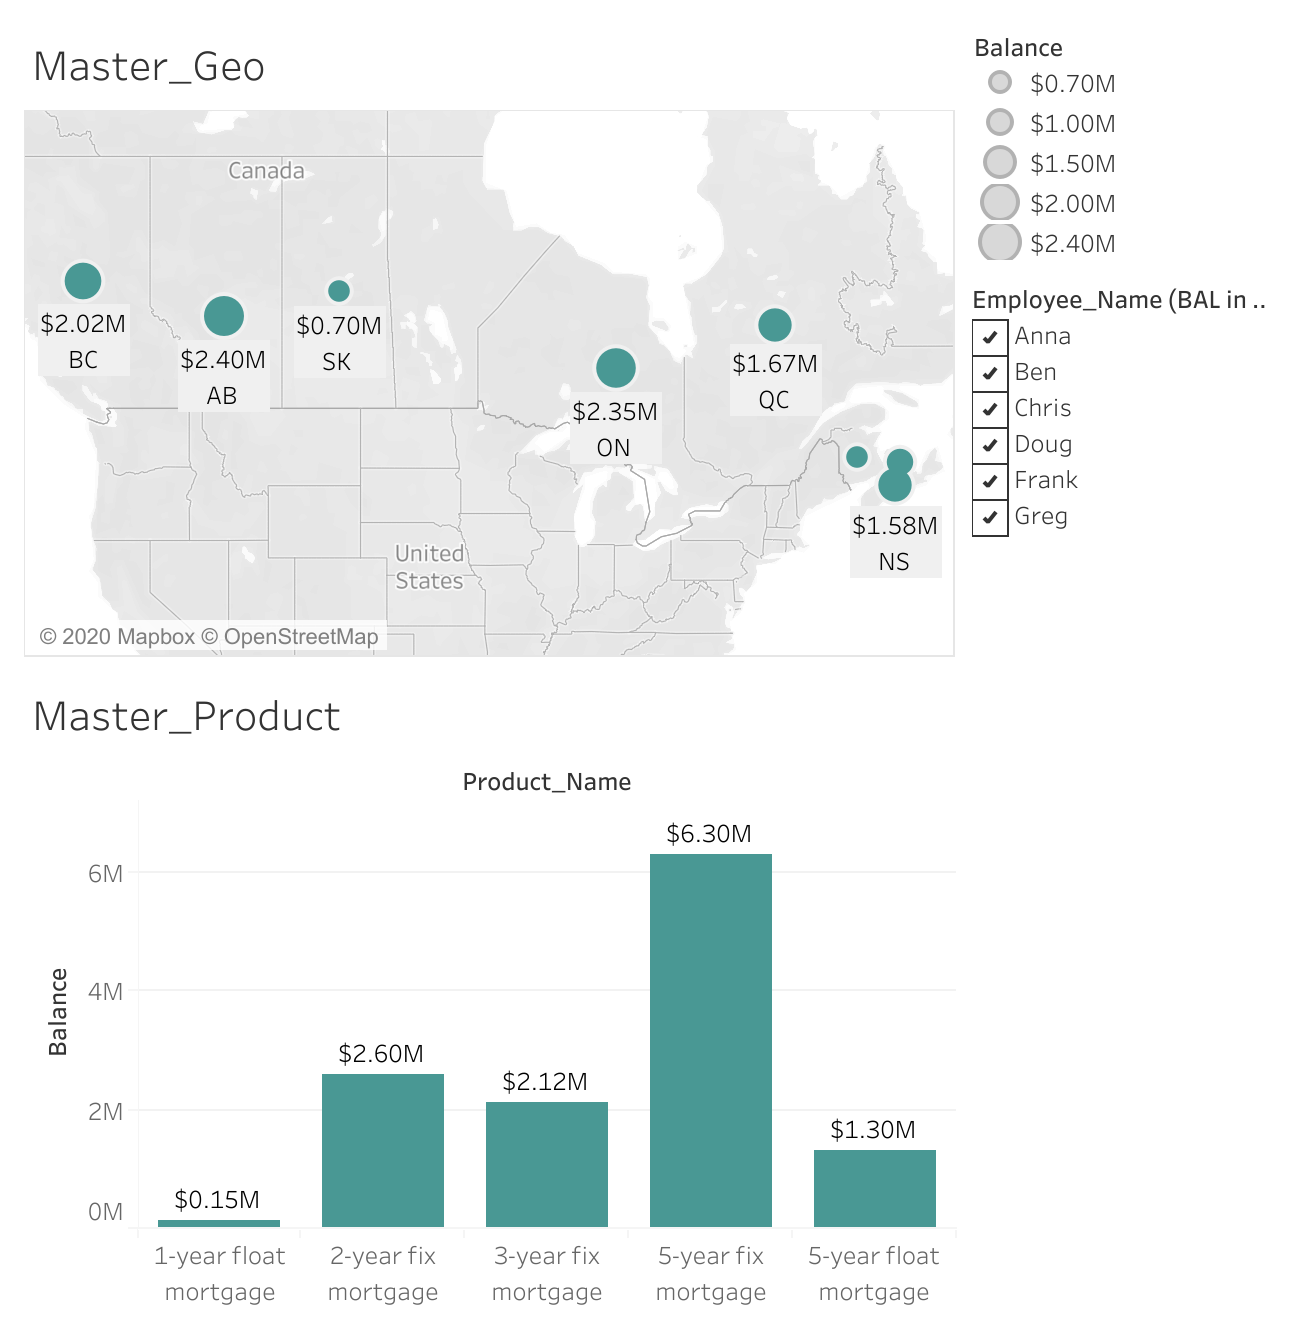 Master_Geo
Canada
$2.02M
BC
$2.40M
AB
$0.70M
SK
$2.35M
ON
$1.67M
QC
$1.58M
NS
United
States
© 2020 Mapbox © OpenStreetMap
Balance
$0.70M
$1.00M
$1.50M
$2.00M
$2.40M
Employee_Name (BAL in ..
Anna
Ben
Chris
Doug
Frank
Greg
Master_Product
Product_Name
Balance
6M
4M
2M
0M
$0.15M
$2.60M
$2.12M
$6.30M
$1.30M
1-year float
mortgage
2-year fix
mortgage
3-year fix
mortgage
5-year fix
mortgage
5-year float
mortgage